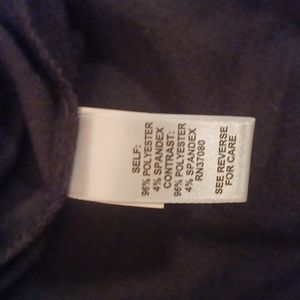 SELF:
96% POLYESTER
4% SPANDEX
CONTRAST:
96% POLYESTER
4% SPANDEX
RN37080
SEE REVERSE
FOR CARE